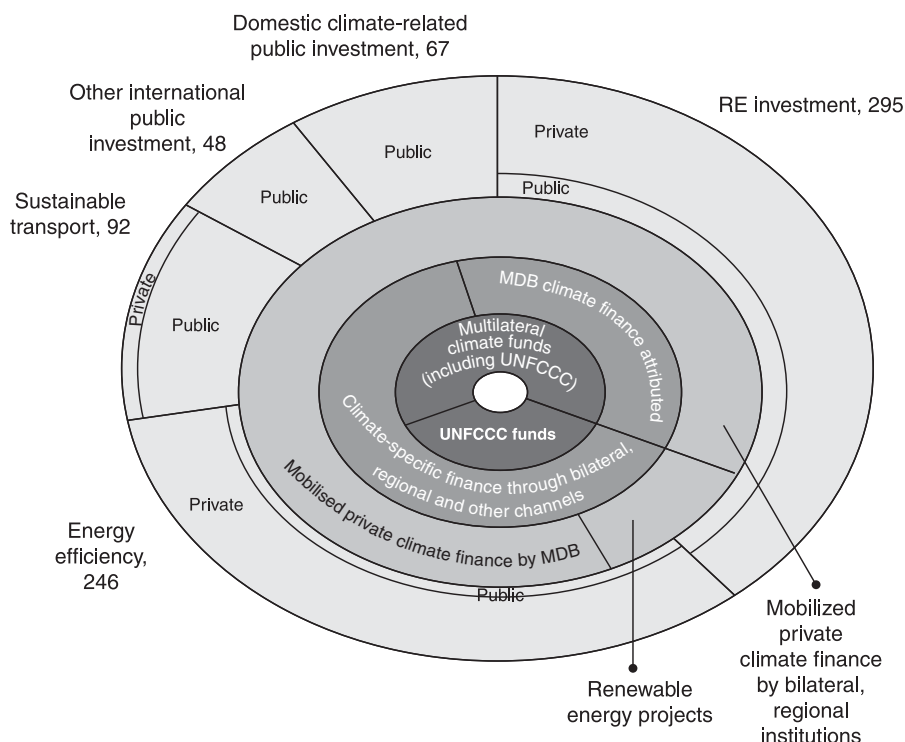 Domestic climate-related
public investment, 67
Other international
public
investment, 48
RE investment, 295
Private
Public
Public
Public
Sustainable
transport, 92
Private
Public
MDB climate finance attributed
Multilateral
climate funds
(including UNFCCC)
UNFCCC funds
Climate-specific finance through bilateral,
regional and other channels
Mobilised private climate finance by MDB
Private
Public
Energy
efficiency,
246
Renewable
energy projects
Mobilized
private
climate finance
by bilateral,
regional
institutions